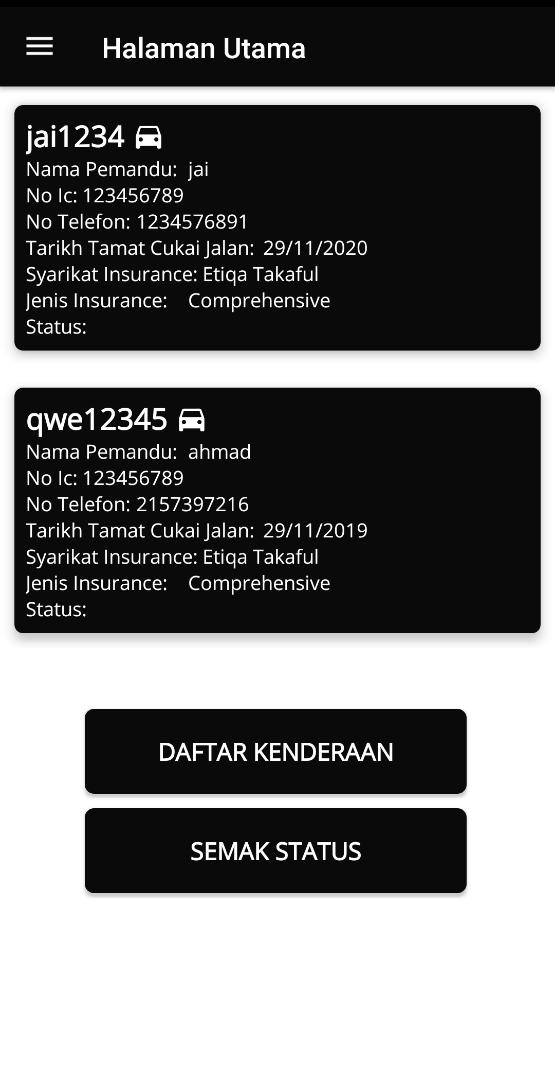 Halaman Utama
jai1234
Nama Pemandu: jai
No Ic: 123456789
No Telefon: 1234576891
Tarikh Tamat Cukai Jalan: 29/11/2020
Syarikat Insurance: Etiqa Takaful
Jenis Insurance: Comprehensive
Status:
qwe12345
Nama Pemandu: ahmad
No Ic: 123456789
No Telefon: 2157397216
Tarikh Tamat Cukai Jalan: 29/11/2019
Syarikat Insurance: Etiqa Takaful
Jenis Insurance: Comprehensive
Status:
DAFTAR KENDERAAN
SEMAK STATUS